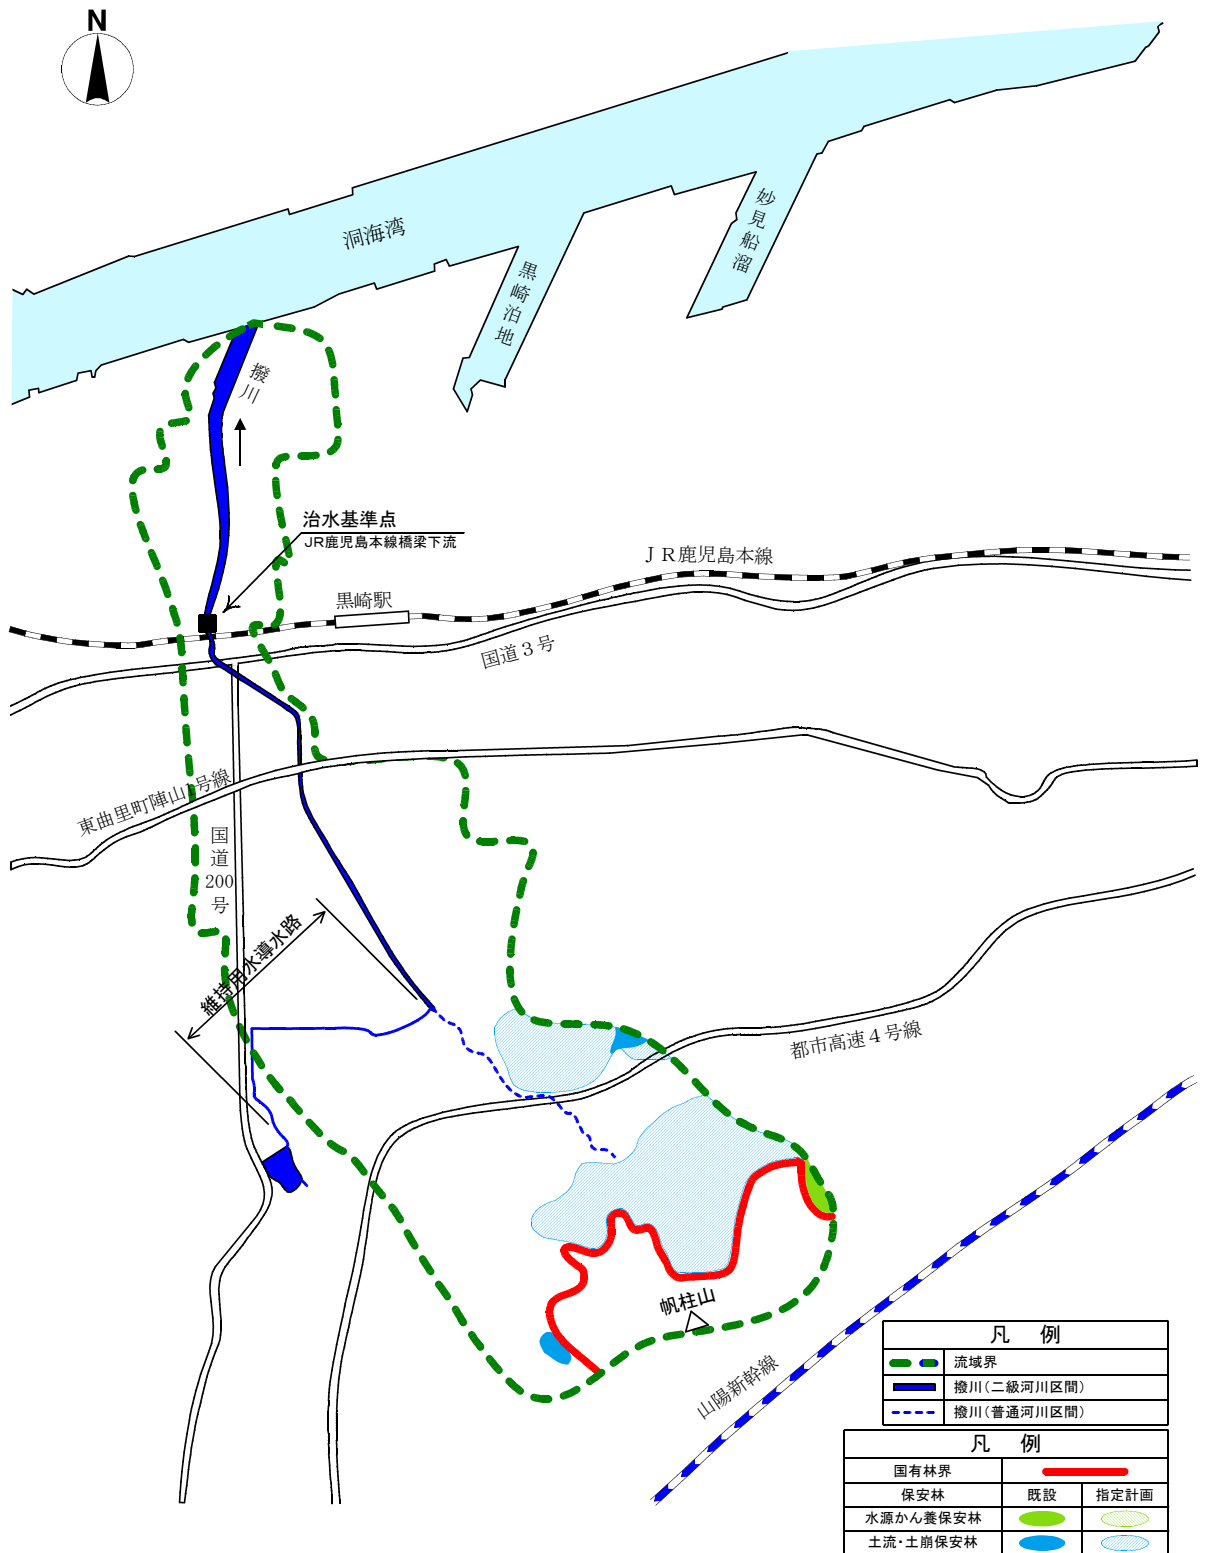 N
洞海湾
妙見船溜
黒崎泊地
撥川
治水基準点
JR鹿児島本線橋梁下流
ＪＲ鹿児島本線
黒崎駅
国道３号
東曲里町陣山1号線
国道200号
維持用水導水路
都市高速４号線
帆柱山
山陽新幹線
凡 例
流域界
撥川(二級河川区間)
撥川(普通河川区間)
凡 例
国有林界
保安林 既設 指定計画
水源かん養保安林
土流･土崩保安林